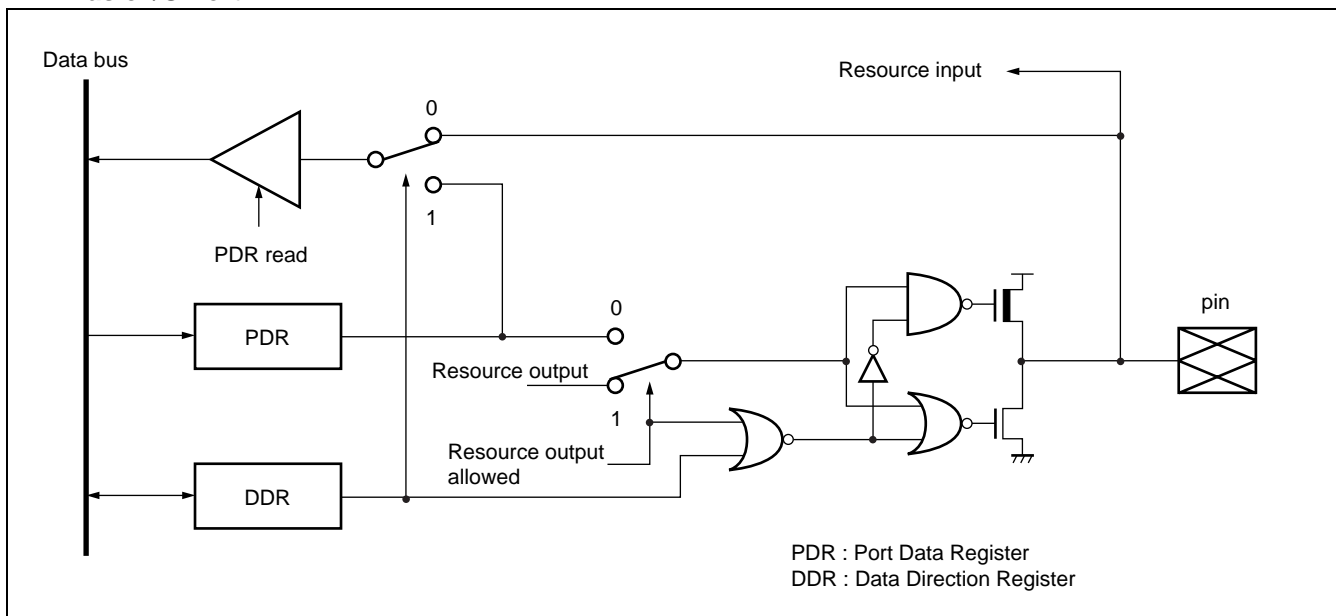 Data bus
Resource input
0
1
PDR read
PDR
0
pin
Resource output
1
Resource output
allowed
DDR
PDR : Port Data Register
DDR : Data Direction Register